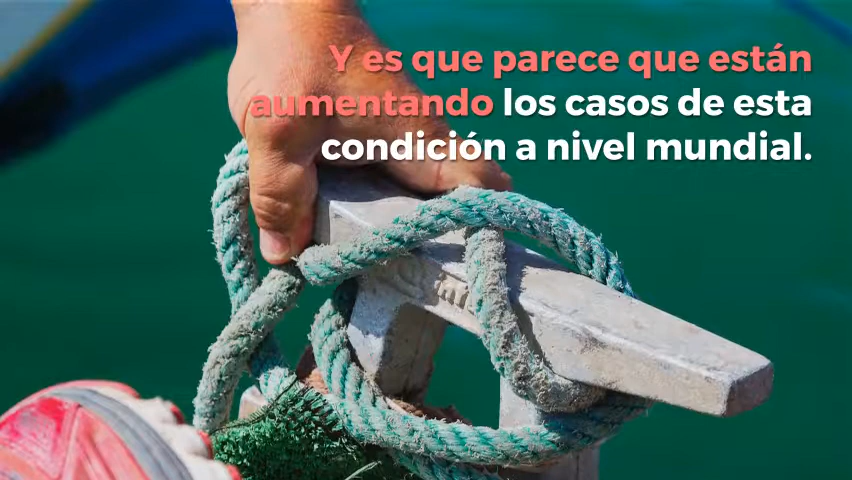 Y es que parece que están
aumentando los casos de esta
condición a nivel mundial.